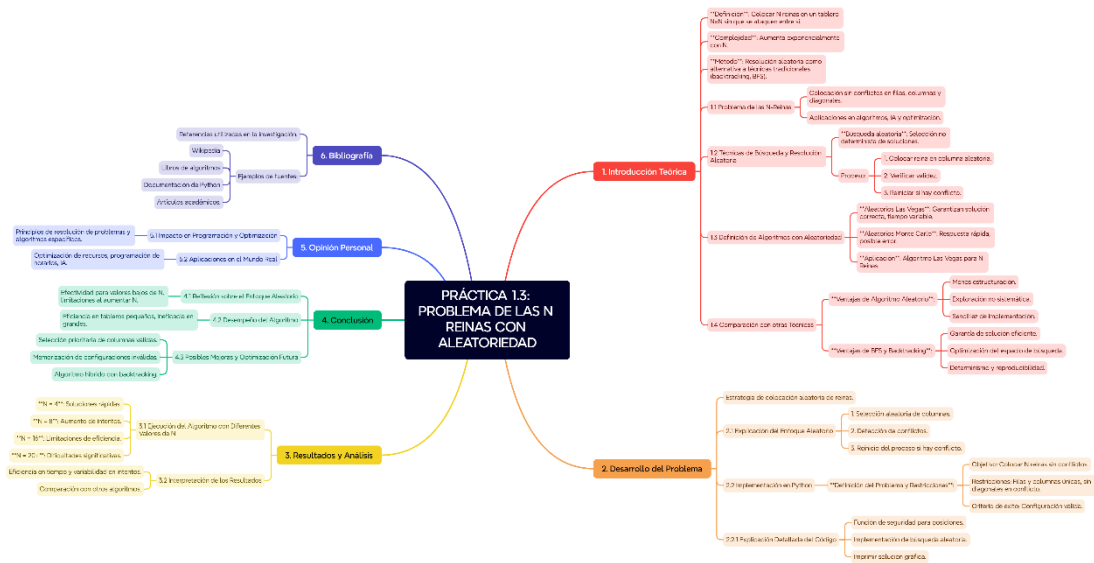 PRÁCTICA 1.3:
PROBLEMA DE LAS N
REINAS CON
ALEATORIEDAD
1. Introducción Teórica
**Definición**: Colocar N reinas en un tablero
NxN sin que se ataquen entre sí.
**Complejidad**: Aumenta exponencialmente
con N.
**Método**: Resolución aleatoria como
alternativa a técnicas tradicionales
(backtracking, BFS).
1.1 Problema de las N-Reinas
Colocación sin conflictos en filas, columnas y
diagonales.
Aplicaciones en algoritmos, IA y optimización.
1.2 Técnicas de Búsqueda y Resolución
Aleatoria
**Búsqueda aleatoria**: Selección no
determinista de soluciones.
Proceso
1. Colocar reina en columna aleatoria.
2. Verificar validez.
3. Reiniciar si hay conflicto.
1.3 Definición de Algoritmos con Aleatoriedad
**Aleatorios Las Vegas**: Garantizan solución
correcta, tiempo variable.
**Aleatorios Monte Carlo**: Respuesta rápida,
posible error.
**Aplicación**: Algoritmo Las Vegas para N
Reinas.
1.4 Comparación con otras Técnicas
**Ventajas de Algoritmo Aleatorio**:
Menos estructuración.
Exploración no sistemática.
Sencillez de implementación.
**Ventajas de BFS y Backtracking**:
Garantía de solución eficiente.
Optimización del espacio de búsqueda.
Determinismo y reproducibilidad.
2. Desarrollo del Problema
Estrategia de colocación aleatoria de reinas.
2.1 Explicación del Enfoque Aleatorio
1. Selección aleatoria de columnas.
2. Detección de conflictos.
3. Reinicio del proceso si hay conflicto.
2.2 Implementación en Python
**Definición del Problema y Restricciones**:
Objetivo: Colocar N reinas sin conflictos.
Restricciones: Filas y columnas únicas, sin
diagonales en conflicto.
Criterio de éxito: Configuración válida.
2.2.1 Explicación Detallada del Código
Función de seguridad para posiciones.
Implementación de búsqueda aleatoria.
Imprimir solución gráfica.
3. Resultados y Análisis
3.1 Ejecución del Algoritmo con Diferentes
Valores de N
**N = 4**: Soluciones rápidas.
**N = 8**: Aumento de intentos.
**N = 16**: Limitaciones de eficiencia.
**N = 20+**: Dificultades significativas.
3.2 Interpretación de los Resultados
Eficiencia en tiempo y variabilidad en intentos.
Comparación con otros algoritmos.
4. Conclusión
4.1 Reflexión sobre el Enfoque Aleatorio
Efectividad para valores bajos de N,
limitaciones al aumentar N.
4.2 Desempeño del Algoritmo
Eficiencia en tableros pequeños, ineficacia en
grandes.
4.3 Posibles Mejoras y Optimización Futura
Selección prioritaria de columnas válidas.
Memorización de configuraciones inválidas.
Algoritmo híbrido con backtracking.
5. Opinión Personal
5.1 Impacto en Programación y Optimización
Principios de resolución de problemas y
algoritmos específicos.
5.2 Aplicaciones en el Mundo Real
Optimización de recursos, programación de
horarios, IA.
6. Bibliografía
Referencias utilizadas en la investigación.
Ejemplos de fuentes:
Wikipedia
Libros de algoritmos
Documentación de Python
Artículos académicos.